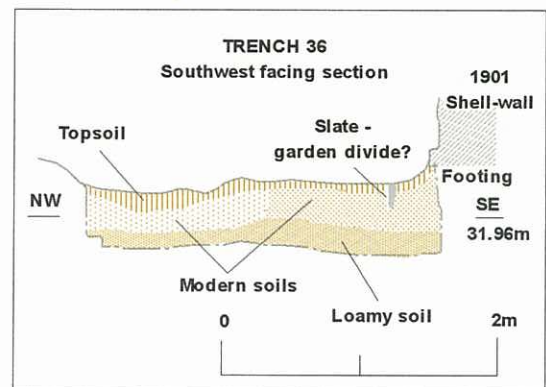 TRENCH 36
Southwest facing section
1901
Shell-wall
Topsoil
Slate -
garden divide?
Footing
NW
SE
31.96m
Modern soils
Loamy soil
0
2m